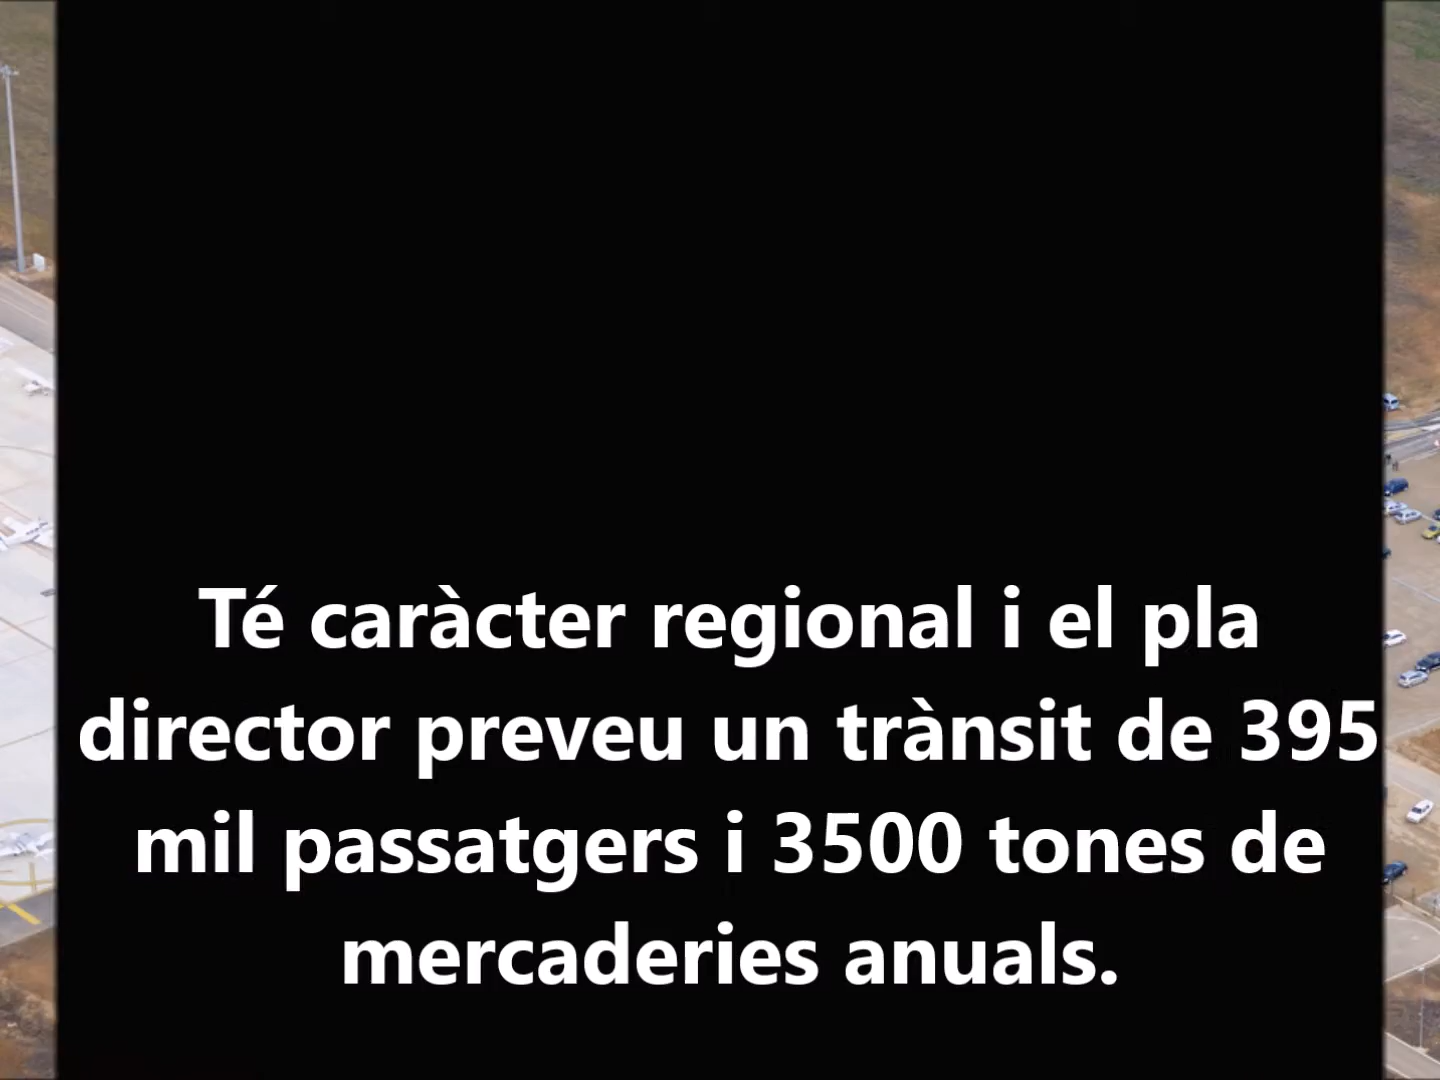 Té caràcter regional i el pla
director preveu un trànsit de 395
mil passatgers i 3500 tones de
mercaderies anuals.